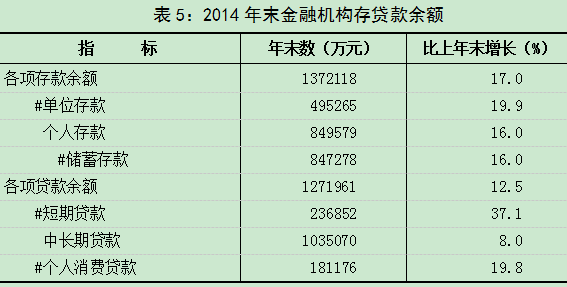 表 5：2014 年末金融机构存贷款余额
指 标 年末数（万元） 比上年末增长（%）
各项存款余额 1372118 17.0
#单位存款 495265 19.9
个人存款 849579 16.0
#储蓄存款 847278 16.0
各项贷款余额 1271961 12.5
#短期贷款 236852 37.1
中长期贷款 1035070 8.0
#个人消费贷款 181176 19.8